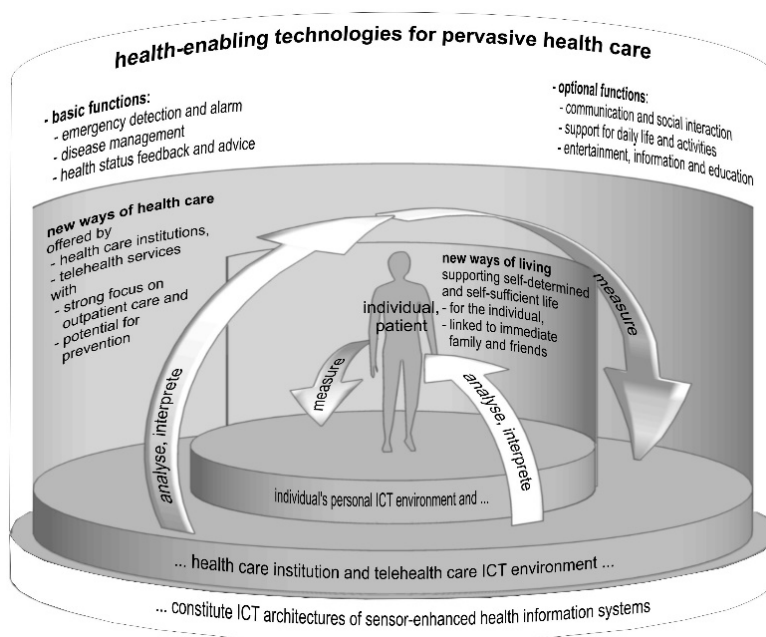 health-enabling technologies for pervasive health care
- basic functions:
- emergency detection and alarm
- disease management
- health status feedback and advice
- optional functions:
- communication and social interaction
- support for daily life and activities
- entertainment, information and education
new ways of health care
offered by
- health care institutions,
- telehealth services
with
- strong focus on
outpatient care and
- potential for
prevention
new ways of living
supporting self-determined
and self-sufficient life
- for the individual,
- linked to immediate
family and friends
individual,
patient
measure
measure
analyse, interprete
analyse, interprete
individual's personal ICT environment and ...
... health care institution and telehealth care ICT environment ...
... constitute ICT architectures of sensor-enhanced health information systems